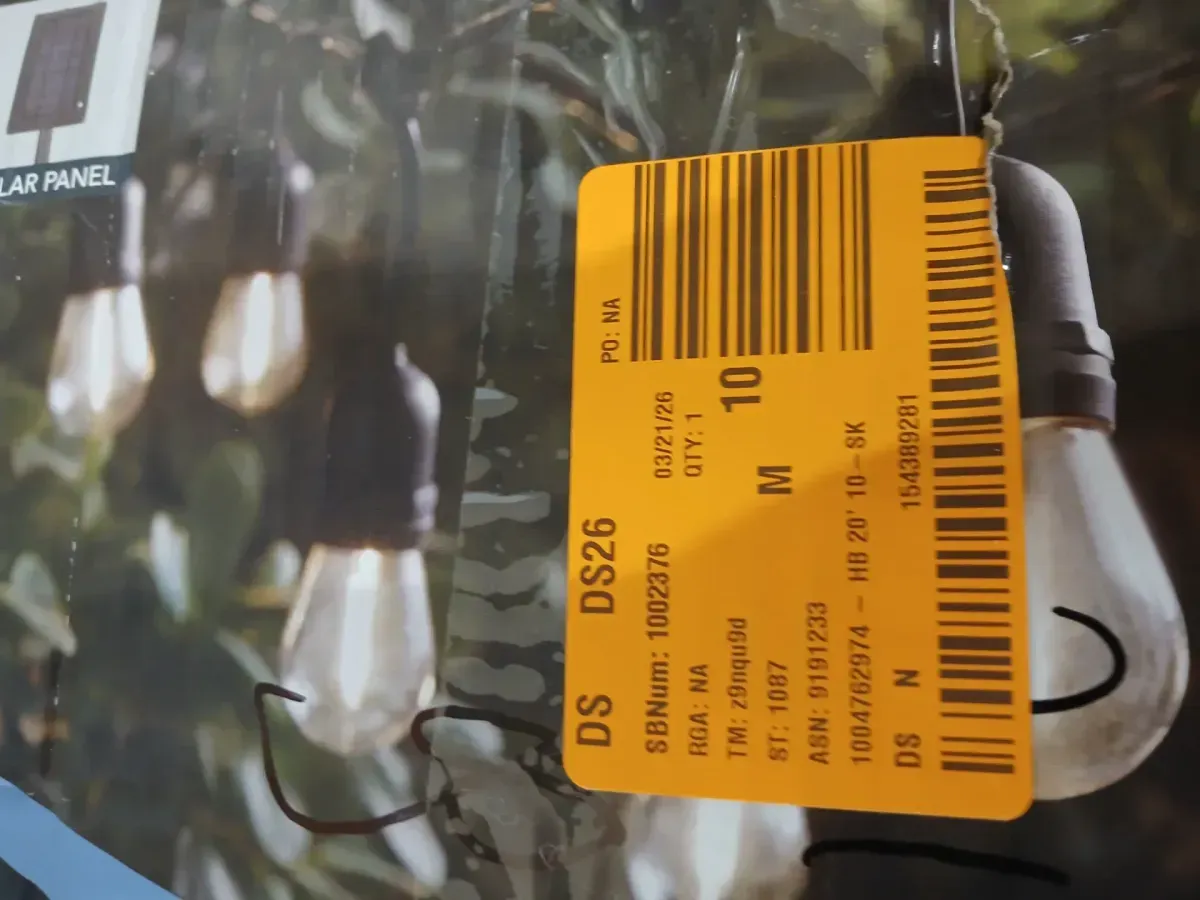 LAR PANEL
DS DS26
PO: NA
SBNum: 1002376 03/21/26
RGA: NA QTY: 1
TM: z9nqu9d 10
ST: 1087 M
ASN: 9191233
1004762974 - HB 20' 10-SK
DS N 154389281